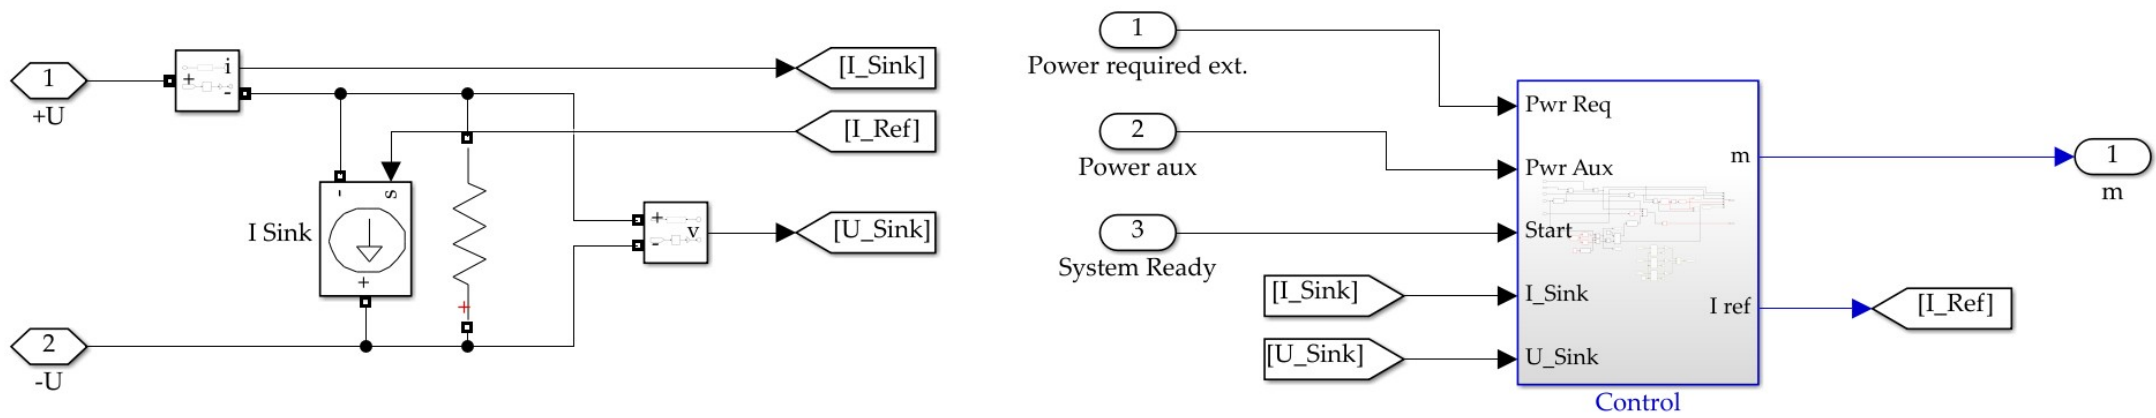 1
+U
+
i
-
[I_Sink]
[I_Ref]
-
s
I Sink
+
+
+
v
-
[U_Sink]
2
-U
1
Power required ext.
2
Power aux
3
System Ready
[I_Sink]
[U_Sink]
Pwr Req
Pwr Aux
Start
I_Sink
U_Sink
m
I ref
Control
1
m
[I_Ref]